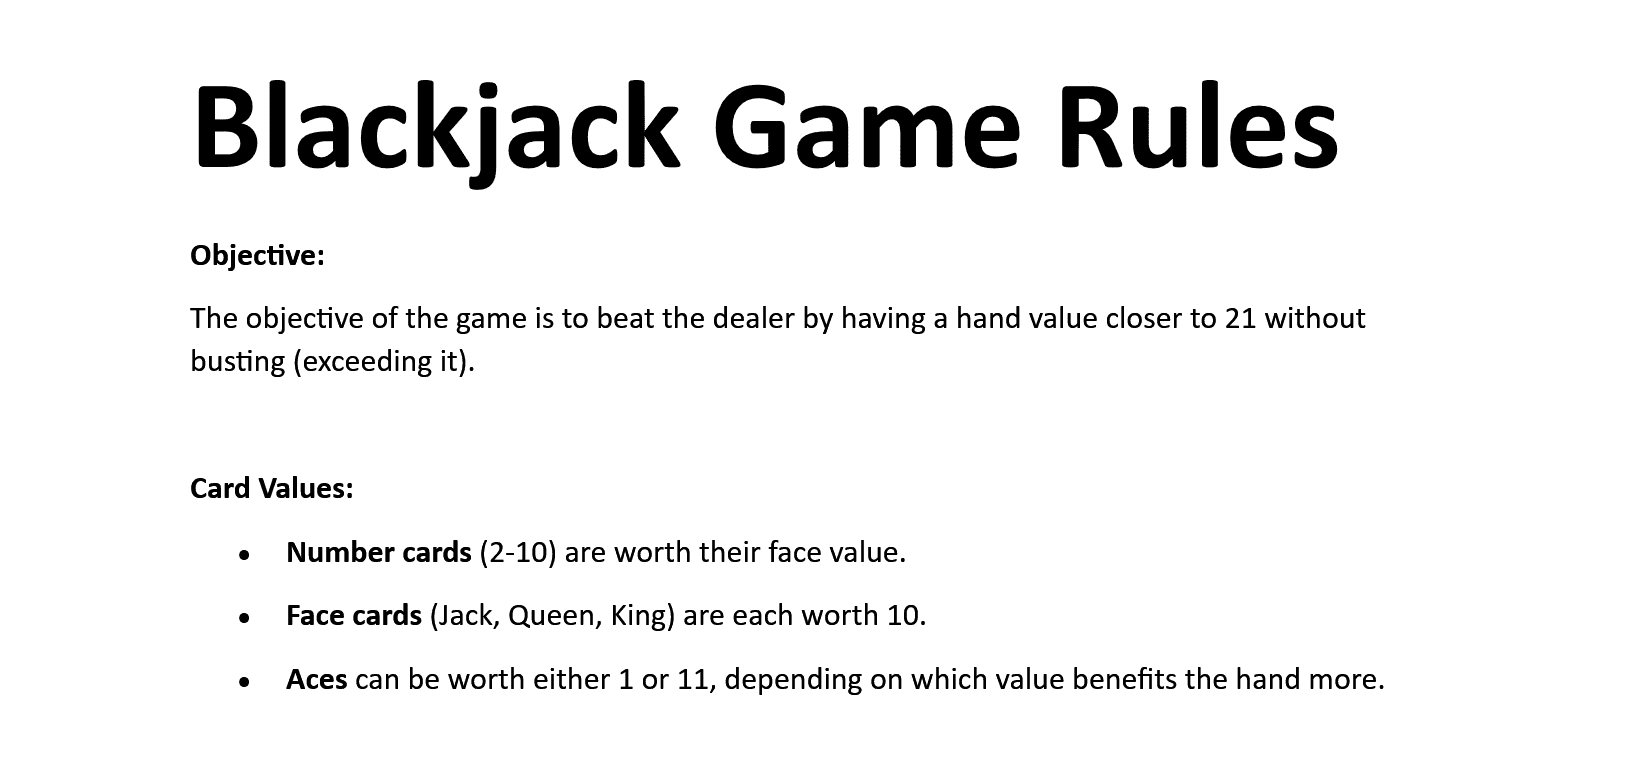 Blackjack Game Rules
Objective:
The objective of the game is to beat the dealer by having a hand value closer to 21 without
busting (exceeding it).
Card Values:
• Number cards (2-10) are worth their face value.
• Face cards (Jack, Queen, King) are each worth 10.
• Aces can be worth either 1 or 11, depending on which value benefits the hand more.